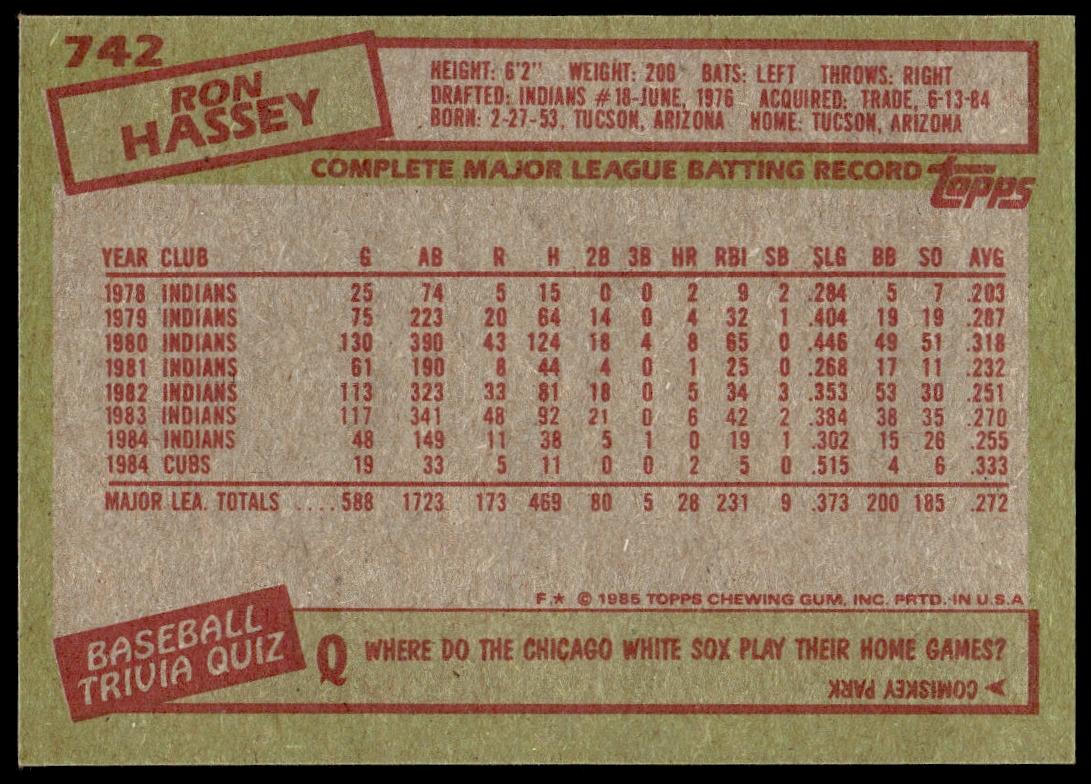 742
RON
HASSEY
HEIGHT: 6'2" WEIGHT: 200 BATS: LEFT THROWS: RIGHT
DRAFTED: INDIANS #18-JUNE, 1976 ACQUIRED: TRADE, 6-13-84
BORN: 2-27-53, TUCSON, ARIZONA HOME: TUCSON, ARIZONA
COMPLETE MAJOR LEAGUE BATTING RECORD topps
YEAR CLUB G AB R H 2B 3B HR RBI SB SLG BB SO AVG
1978 INDIANS 25 74 5 15 0 0 2 9 2 .284 5 7 .203
1979 INDIANS 75 223 20 64 14 0 4 32 1 .404 19 19 .287
1980 INDIANS 130 390 43 124 18 4 8 65 0 .446 49 51 .318
1981 INDIANS 61 190 8 44 4 0 1 25 0 .268 17 11 .232
1982 INDIANS 113 323 33 81 18 0 5 34 3 .353 53 30 .251
1983 INDIANS 117 341 48 92 21 0 6 42 2 .384 38 35 .270
1984 INDIANS 48 149 11 38 5 1 0 19 1 .302 15 26 .255
1984 CUBS 19 33 5 11 0 0 2 5 0 .515 4 6 .333
MAJOR LEA. TOTALS ....588 1723 173 469 80 5 28 231 9 .373 200 185 .272
F.★ © 1985 TOPPS CHEWING GUM, INC. PRTD. IN U.S.A
BASEBALL
TRIVIA QUIZ
Q WHERE DO THE CHICAGO WHITE SOX PLAY THEIR HOME GAMES?
COMISKEY PARK